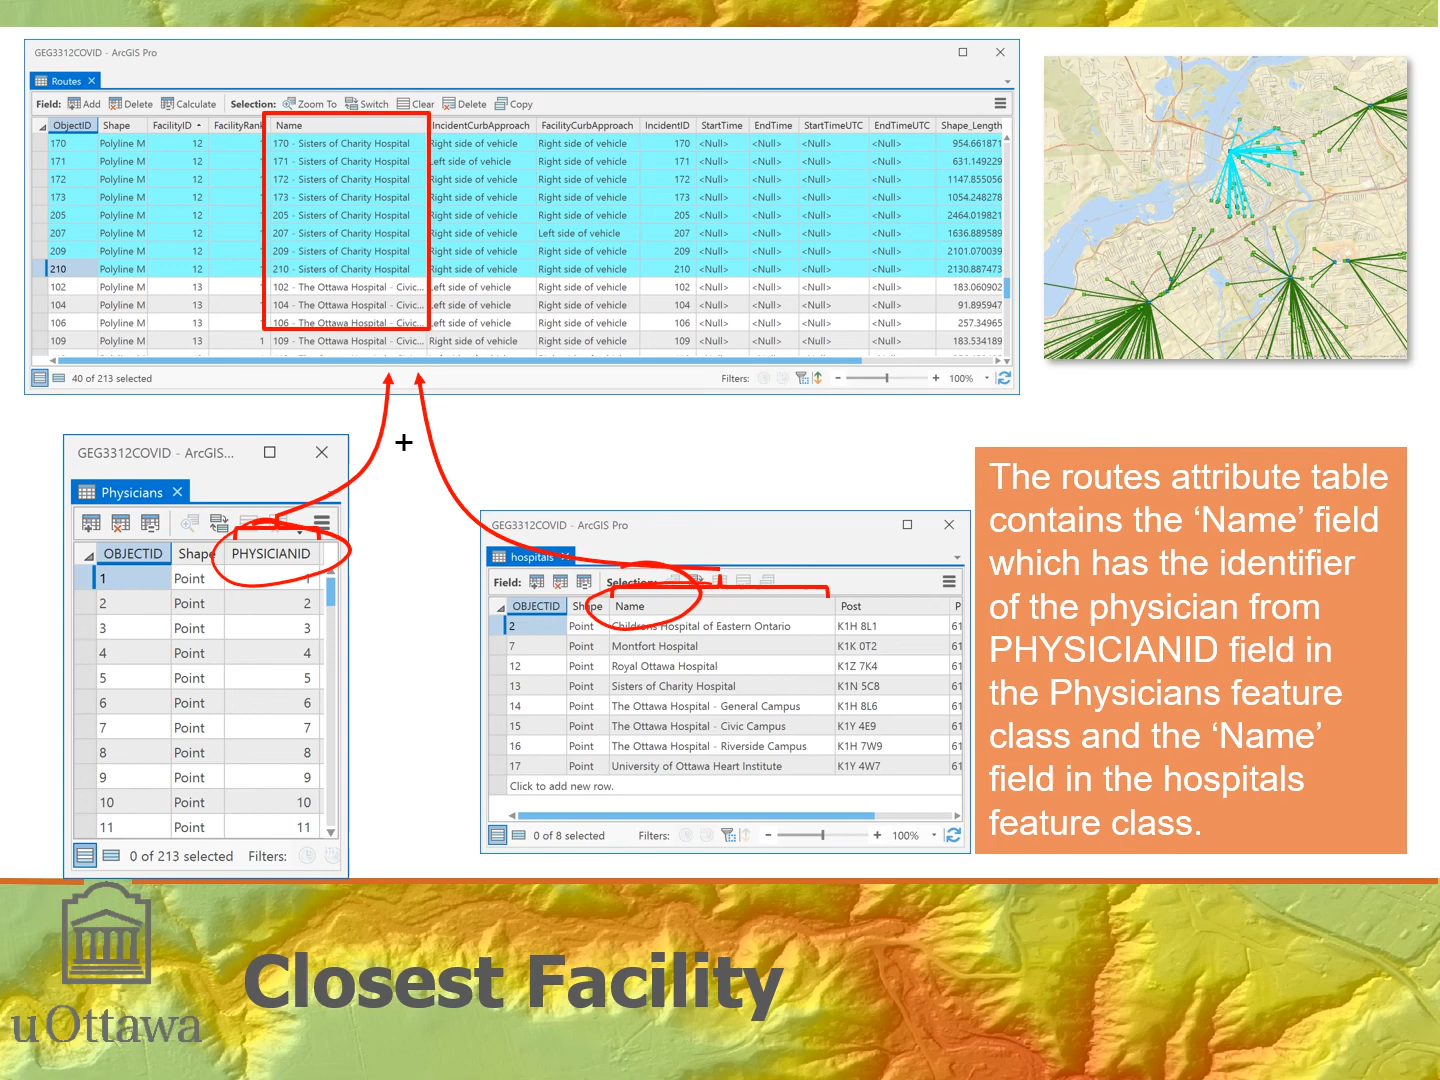 GEG3312COVID - ArcGIS Pro
Routes
Field: Add Delete Calculate Selection: Zoom To Switch Clear Delete Copy
ObjectID Shape FacilityID FacilityRank Name IncidentCurbApproach FacilityCurbApproach IncidentID StartTime EndTime StartTimeUTC EndTimeUTC Shape_Length
170 Polyline M 12 170 - Sisters of Charity Hospital Right side of vehicle Right side of vehicle 170 <Null> <Null> <Null> <Null> 954.661871
171 Polyline M 12 171 - Sisters of Charity Hospital Left side of vehicle Right side of vehicle 171 <Null> <Null> <Null> <Null> 631.149229
172 Polyline M 12 172 - Sisters of Charity Hospital Right side of vehicle Right side of vehicle 172 <Null> <Null> <Null> <Null> 1147.855056
173 Polyline M 12 173 - Sisters of Charity Hospital Right side of vehicle Right side of vehicle 173 <Null> <Null> <Null> <Null> 1054.248278
205 Polyline M 12 205 - Sisters of Charity Hospital Right side of vehicle Right side of vehicle 205 <Null> <Null> <Null> <Null> 2464.019821
207 Polyline M 12 207 - Sisters of Charity Hospital Right side of vehicle Left side of vehicle 207 <Null> <Null> <Null> <Null> 1636.889589
209 Polyline M 12 209 - Sisters of Charity Hospital Right side of vehicle Right side of vehicle 209 <Null> <Null> <Null> <Null> 2101.070039
210 Polyline M 12 210 - Sisters of Charity Hospital Right side of vehicle Right side of vehicle 210 <Null> <Null> <Null> <Null> 2130.887473
102 Polyline M 13 102 - The Ottawa Hospital - Civic... Left side of vehicle Right side of vehicle 102 <Null> <Null> <Null> <Null> 183.060902
104 Polyline M 13 104 - The Ottawa Hospital - Civic... Left side of vehicle Right side of vehicle 104 <Null> <Null> <Null> <Null> 91.895947
106 Polyline M 13 106 - The Ottawa Hospital - Civic... Left side of vehicle Right side of vehicle 106 <Null> <Null> <Null> <Null> 257.34965
109 Polyline M 13 1 109 - The Ottawa Hospital - Civic... Left side of vehicle Right side of vehicle 109 <Null> <Null> <Null> <Null> 183.534189
40 of 213 selected Filters: - + 100%
+
GEG3312COVID - ArcGIS...
Physicians
OBJECTID Shape PHYSICIANID
1 Point 1
2 Point 2
3 Point 3
4 Point 4
5 Point 5
6 Point 6
7 Point 7
8 Point 8
9 Point 9
10 Point 10
11 Point 11
0 of 213 selected Filters:
GEG3312COVID - ArcGIS Pro
hospitals
Field: Selection:
OBJECTID Shape Name Post P
2 Point Childrens Hospital of Eastern Ontario K1H 8L1 61
7 Point Montfort Hospital K1K 0T2 61
12 Point Royal Ottawa Hospital K1Z 7K4 61
13 Point Sisters of Charity Hospital K1N 5C8 61
14 Point The Ottawa Hospital - General Campus K1H 8L6 61
15 Point The Ottawa Hospital - Civic Campus K1Y 4E9 61
16 Point The Ottawa Hospital - Riverside Campus K1H 7W9 61
17 Point University of Ottawa Heart Institute K1Y 4W7 61
Click to add new row.
0 of 8 selected Filters: - + 100%
The routes attribute table
contains the ‘Name’ field
which has the identifier
of the physician from
PHYSICIANID field in
the Physicians feature
class and the ‘Name’
field in the hospitals
feature class.
Closest Facility
uOttawa